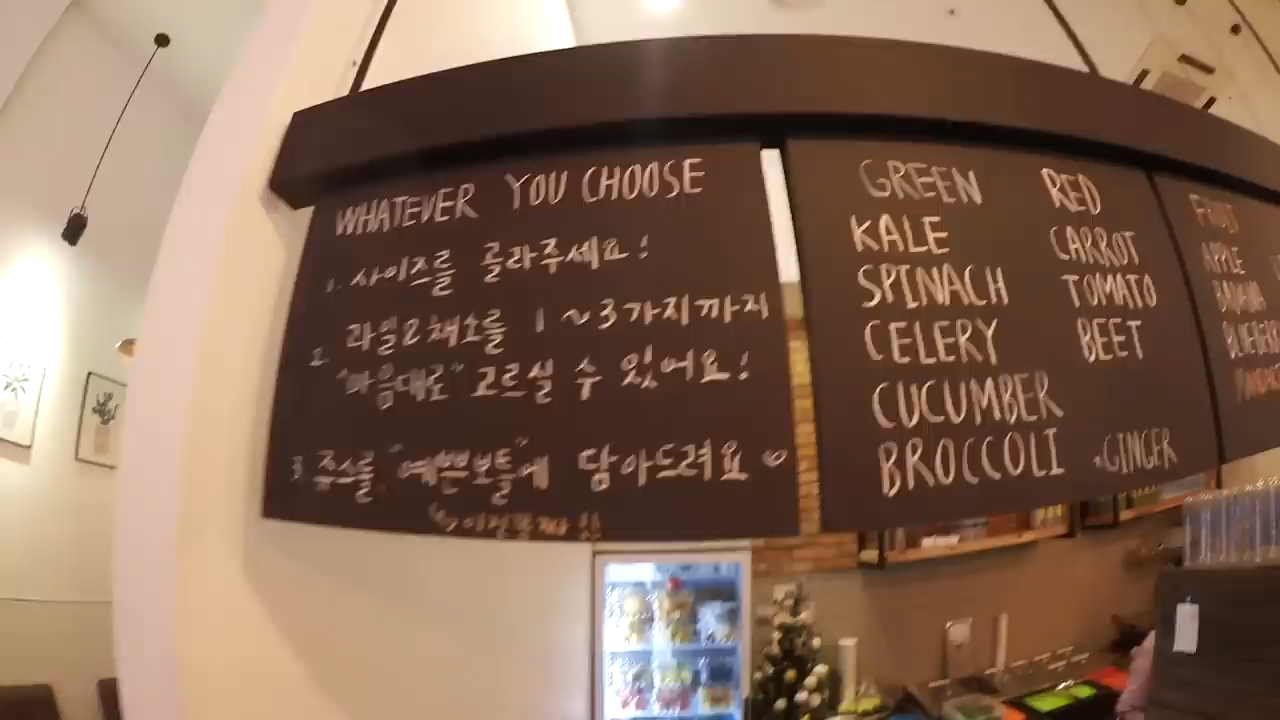 WHATEVER YOU CHOOSE
1. 사이즈를 골라주세요!
2. 과일&채소를 1~3가지까지
"마음대로" 고르실 수 있어요!
3. 주스를 "예쁜보틀"에 담아드려요
GREEN
KALE
SPINACH
CELERY
CUCUMBER
BROCCOLI
RED
CARROT
TOMATO
BEET
GINGER
APPLE
BANANA